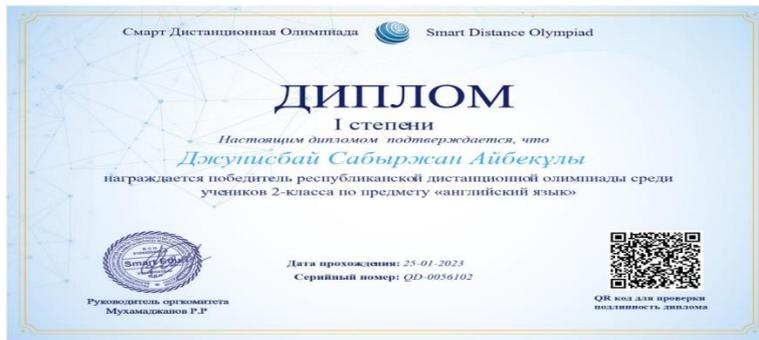 Смарт Дистанционная Олимпиада Smart Distance Olympiad
ДИПЛОМ
I степени
Настоящим дипломом подтверждается, что
Джунисбай Сабыржан Айбекұлы
награждается победитель республиканской дистанционной олимпиады среди
учеников 2-класса по предмету «английский язык»
Дата прохождения: 25-01-2023
Серийный номер: QD-0056102
Руководитель оргкомитета
Мухамаджанов Р.Р
QR код для проверки
подлинность диплома